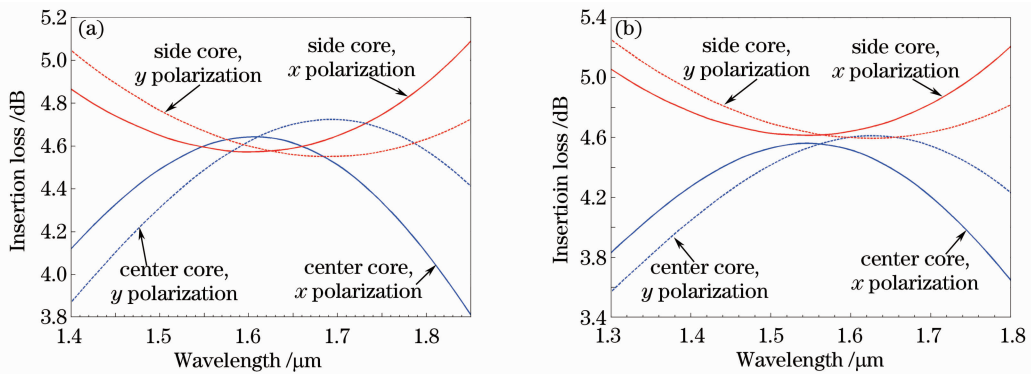 (a)
5.2
5.0
4.8
4.6
4.4
4.2
4.0
3.8
Insertion loss /dB
side core,
y polarization
side core,
x polarization
center core,
y polarization
center core,
x polarization
1.4
1.5
1.6
1.7
1.8
Wavelength /μm
(b)
5.4
5.0
4.6
4.2
3.8
3.4
Insertioin loss /dB
side core,
y polarization
side core,
x polarization
center core,
y polarization
center core,
x polarization
1.3
1.4
1.5
1.6
1.7
1.8
Wavelength /μm